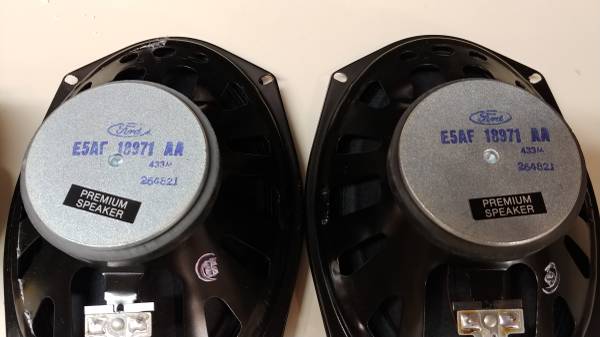 Ford
E5AF 18971 AA
433M
264821
PREMIUM
SPEAKER
Ford
E5AF 18971 AA
433M
264821
PREMIUM
SPEAKER